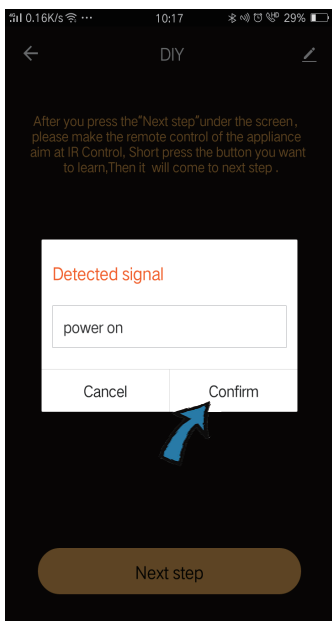 4G 0.16K/s ··· 10:17 29%
DIY
After you press the"Next step"under the screen,
please make the remote control of the appliance
aim at IR Control, Short press the button you want
to learn,Then it will come to next step .
Detected signal
power on
Cancel Confirm
Next step